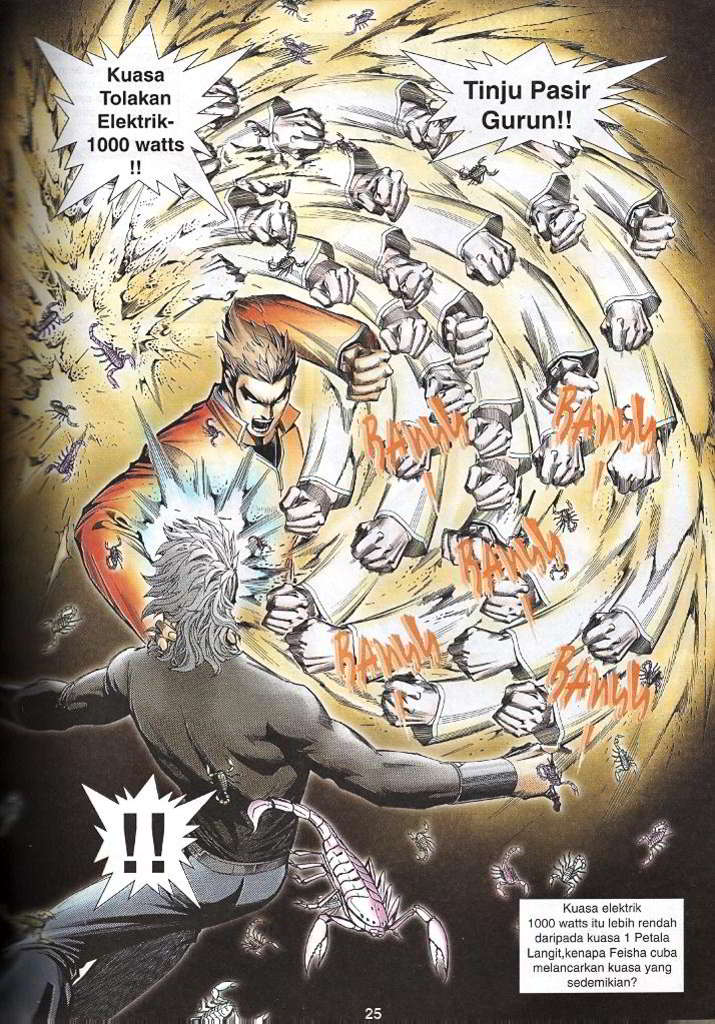 Kuasa
Tolakan
Elektrik-
1000 watts
!!
Tinju Pasir
Gurun!!
BANGG
!
BANGG
!
BANGG
!
BANGG
!
BANGG
!
!!
Kuasa elektrik
1000 watts itu lebih rendah
daripada kuasa 1 Petala
Langit,kenapa Feisha cuba
melancarkan kuasa yang
sedemikian?
25